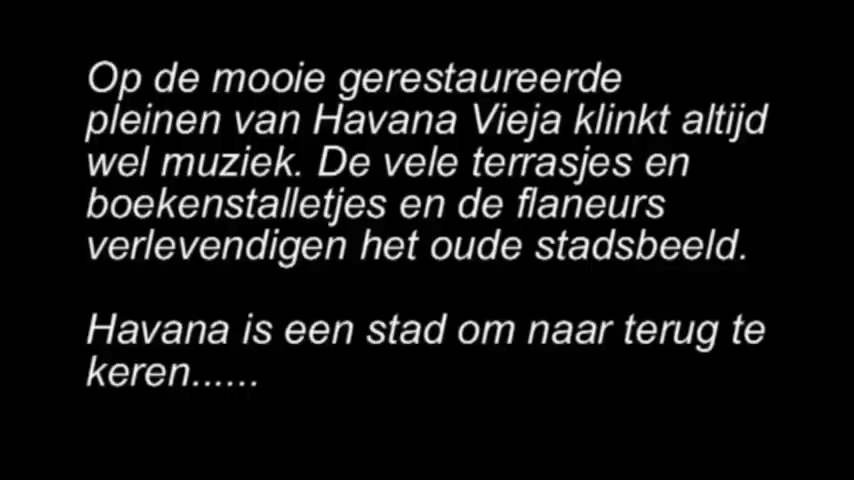 Op de mooie gerestaureerde
pleinen van Havana Vieja klinkt altijd
wel muziek. De vele terrasjes en
boekenstalletjes en de flaneurs
verlevendigen het oude stadsbeeld.
Havana is een stad om naar terug te
keren......